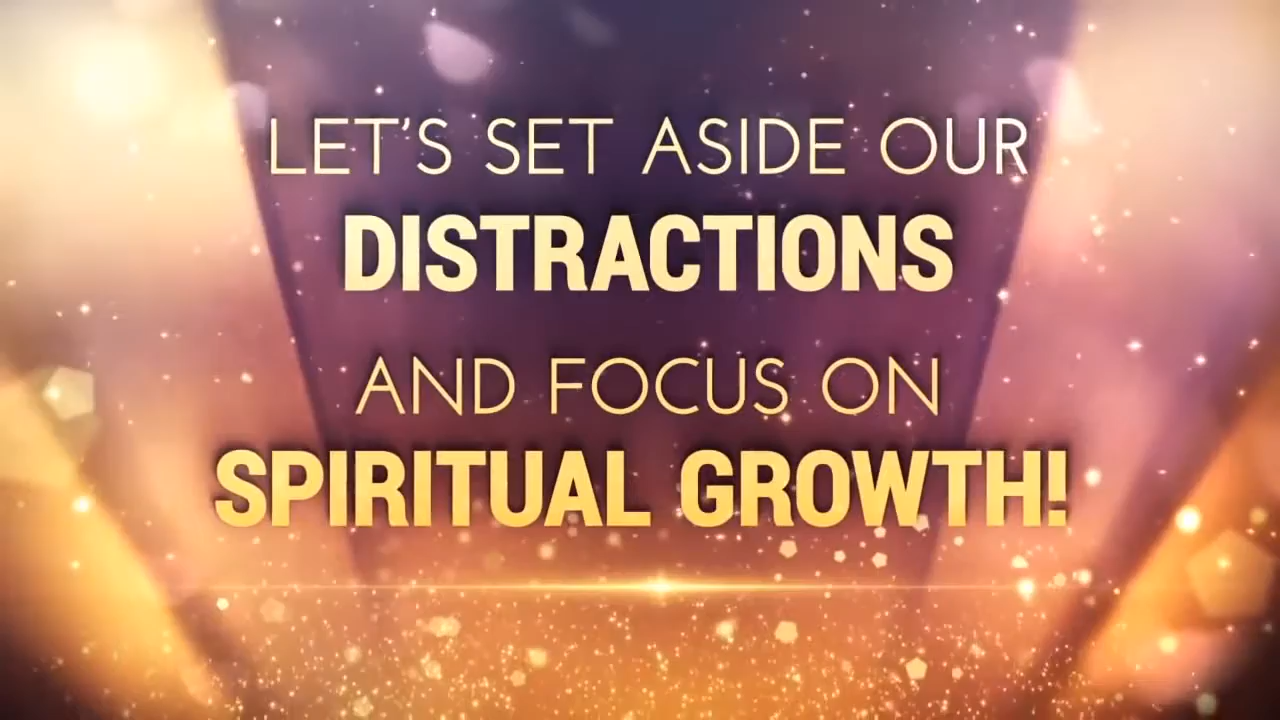 LET'S SET ASIDE OUR
DISTRACTIONS
AND FOCUS ON
SPIRITUAL GROWTH!